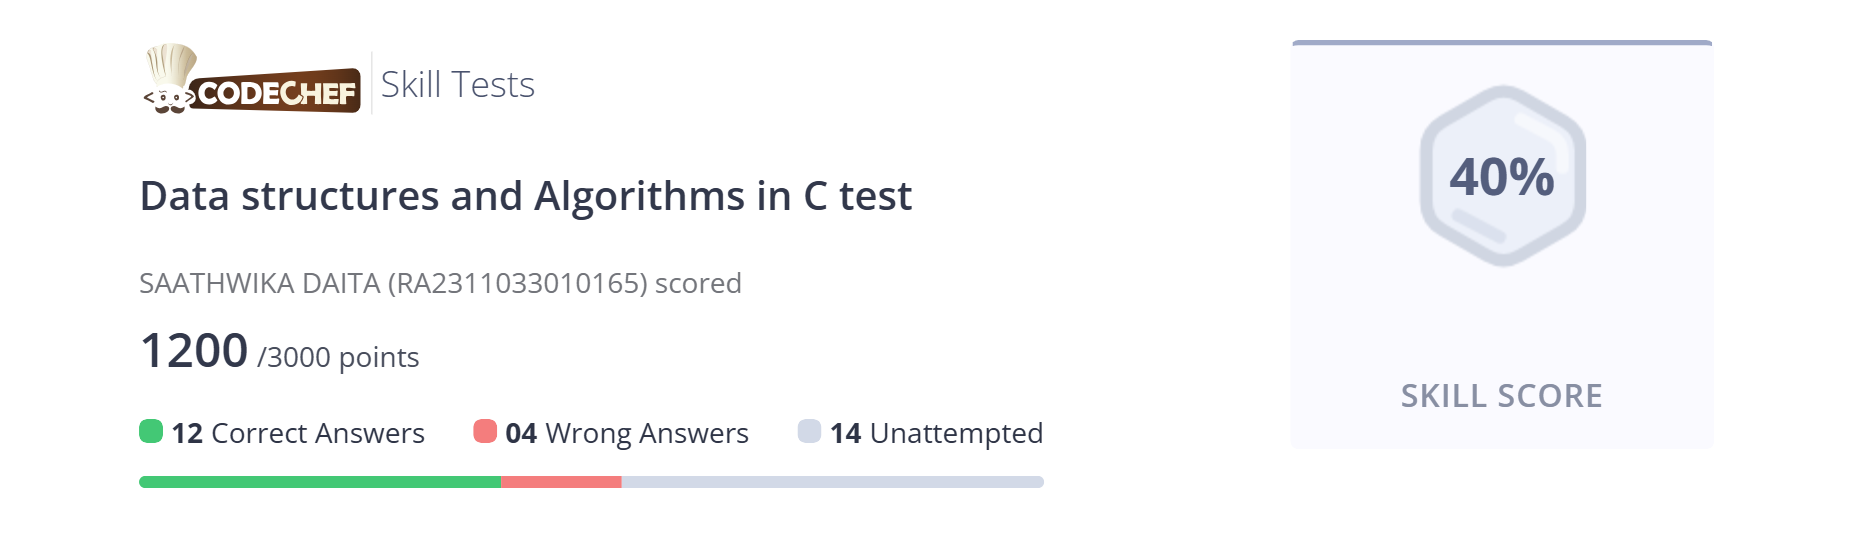 CODECHEF Skill Tests
Data structures and Algorithms in C test
SAATHWIKA DAITA (RA2311033010165) scored
1200 /3000 points
12 Correct Answers 04 Wrong Answers 14 Unattempted
40%
SKILL SCORE